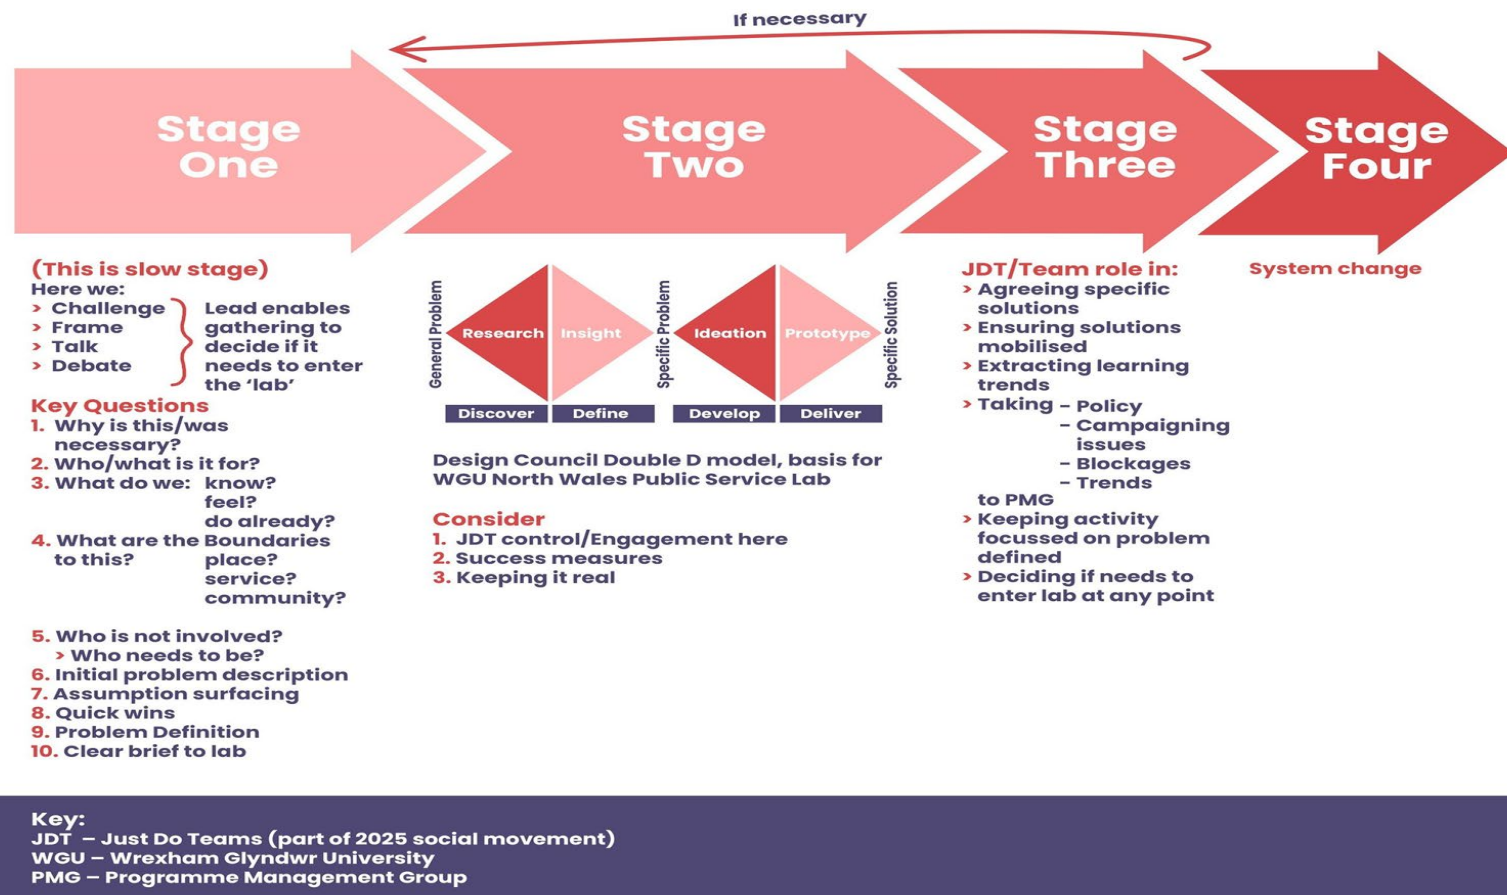 If necessary
Stage
One
Stage
Two
Stage
Three
Stage
Four
(This is slow stage)
Here we:
> Challenge
> Frame
> Talk
> Debate
Lead enables
gathering to
decide if it
needs to enter
the ‘lab’
Key Questions
1. Why is this/was
necessary?
2. Who/what is it for?
3. What do we: know?
feel?
do already?
4. What are the Boundaries
to this? place?
service?
community?
5. Who is not involved?
> Who needs to be?
6. Initial problem description
7. Assumption surfacing
8. Quick wins
9. Problem Definition
10. Clear brief to lab
General Problem
Research
Insight
Specific Problem
Ideation
Prototype
Specific Solution
Discover
Define
Develop
Deliver
Design Council Double D model, basis for
WGU North Wales Public Service Lab
Consider
1. JDT control/Engagement here
2. Success measures
3. Keeping it real
JDT/Team role in:
> Agreeing specific
solutions
> Ensuring solutions
mobilised
> Extracting learning
trends
> Taking – Policy
– Campaigning
issues
– Blockages
– Trends
to PMG
> Keeping activity
focussed on problem
defined
> Deciding if needs to
enter lab at any point
System change
Key:
JDT – Just Do Teams (part of 2025 social movement)
WGU – Wrexham Glyndwr University
PMG – Programme Management Group